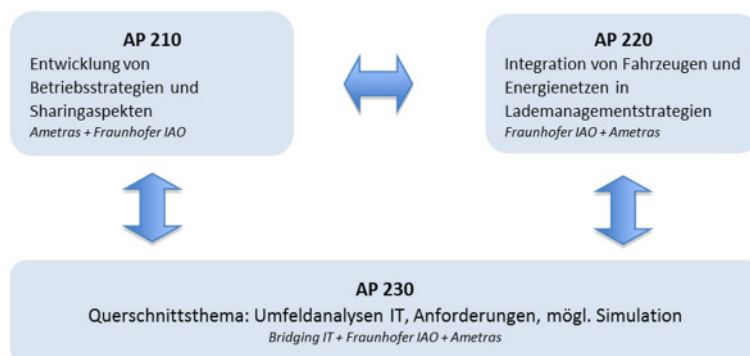 AP 210
Entwicklung von
Betriebsstrategien und
Sharingaspekten
Ametras + Fraunhofer IAO
AP 220
Integration von Fahrzeugen und
Energienetzen in
Lademanagementstrategien
Fraunhofer IAO + Ametras
AP 230
Querschnittsthema: Umfeldanalysen IT, Anforderungen, mögl. Simulation
Bridging IT + Fraunhofer IAO + Ametras